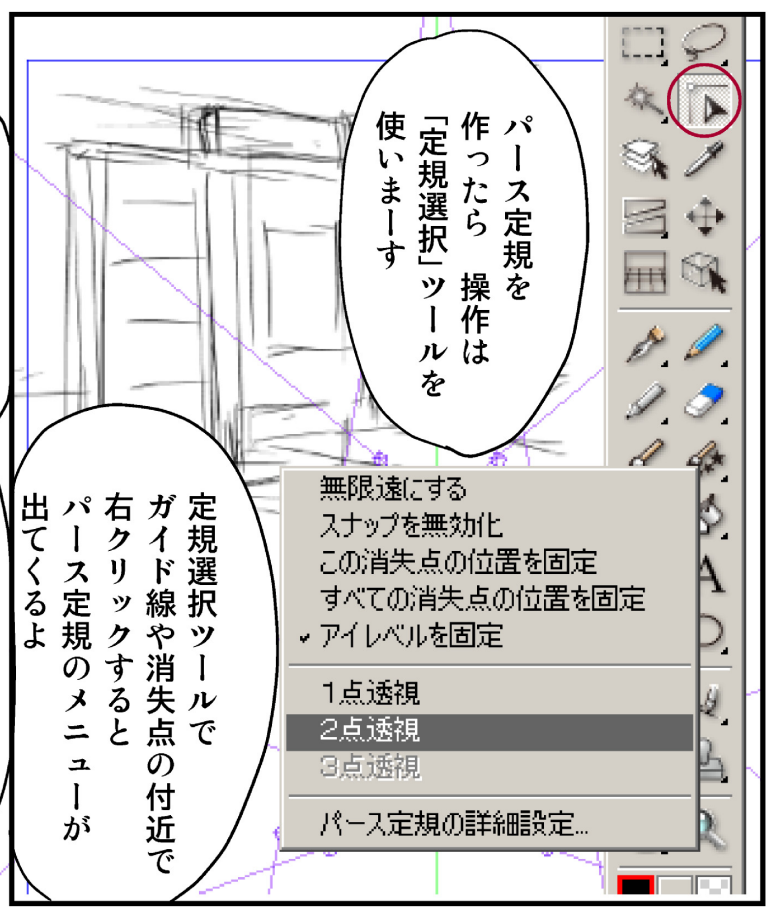 パース定規を
作ったら 操作は
「定規選択」ツールを
使いまーす
定規選択ツールで
ガイド線や消失点の付近で
右クリックすると
パース定規のメニューが
出てくるよ
無限遠にする
スナップを無効化
この消失点の位置を固定
すべての消失点の位置を固定
アイレベルを固定
1点透視
2点透視
3点透視
パース定規の詳細設定...
A